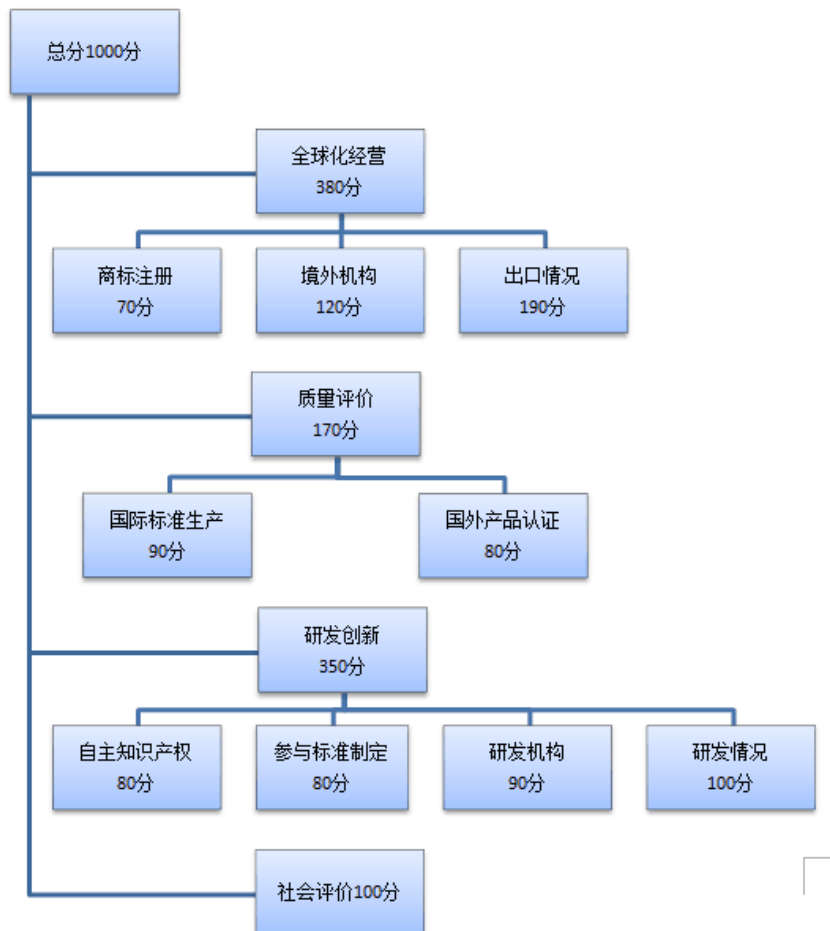 总分1000分
全球化经营
380分
商标注册
70分
境外机构
120分
出口情况
190分
质量评价
170分
国际标准生产
90分
国外产品认证
80分
研发创新
350分
自主知识产权
80分
参与标准制定
80分
研发机构
90分
研发情况
100分
社会评价100分